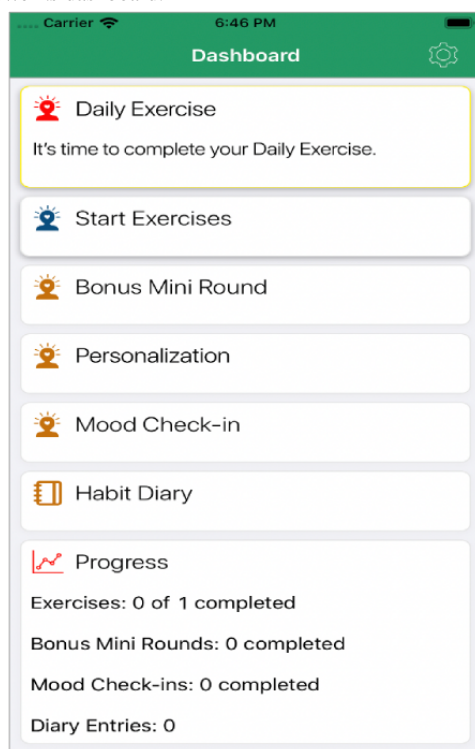 Carrier 6:46 PM
Dashboard
Daily Exercise
It's time to complete your Daily Exercise.
Start Exercises
Bonus Mini Round
Personalization
Mood Check-in
Habit Diary
Progress
Exercises: 0 of 1 completed
Bonus Mini Rounds: 0 completed
Mood Check-ins: 0 completed
Diary Entries: 0